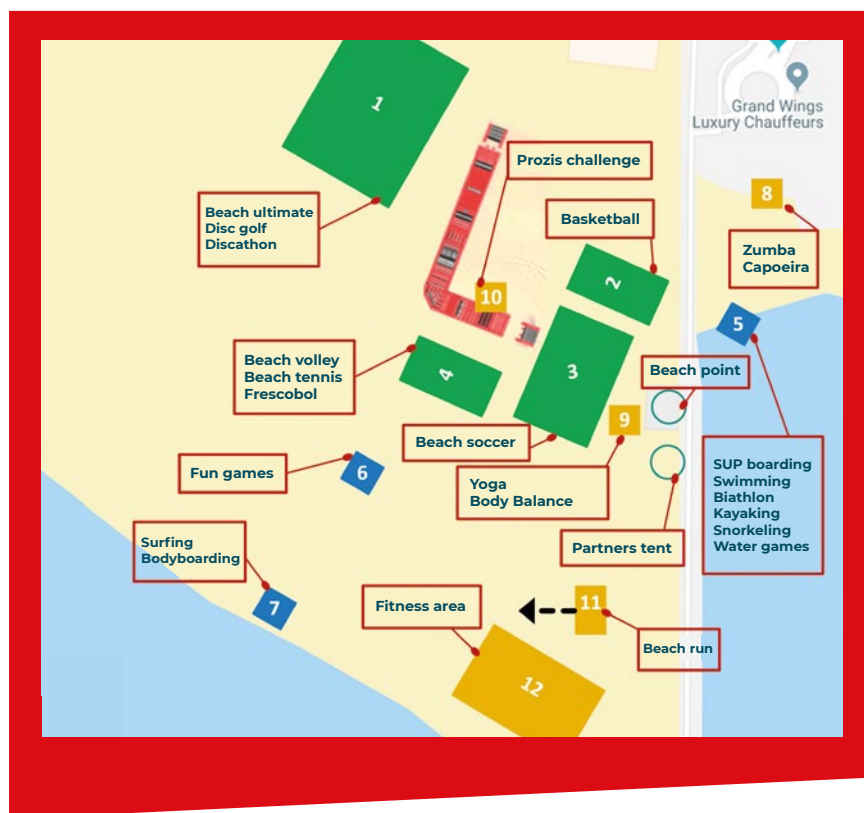 1
Grand Wings
Luxury Chauffeurs
Prozis challenge
8
Beach ultimate
Disc golf
Discathon
Basketball
Zumba
Capoeira
2
10
5
Beach volley
Beach tennis
Frescobol
4
3
Beach point
9
Beach soccer
Fun games
6
Yoga
Body Balance
SUP boarding
Swimming
Biathlon
Kayaking
Snorkeling
Water games
Surfing
Bodyboarding
Partners tent
7
Fitness area
11
Beach run
12